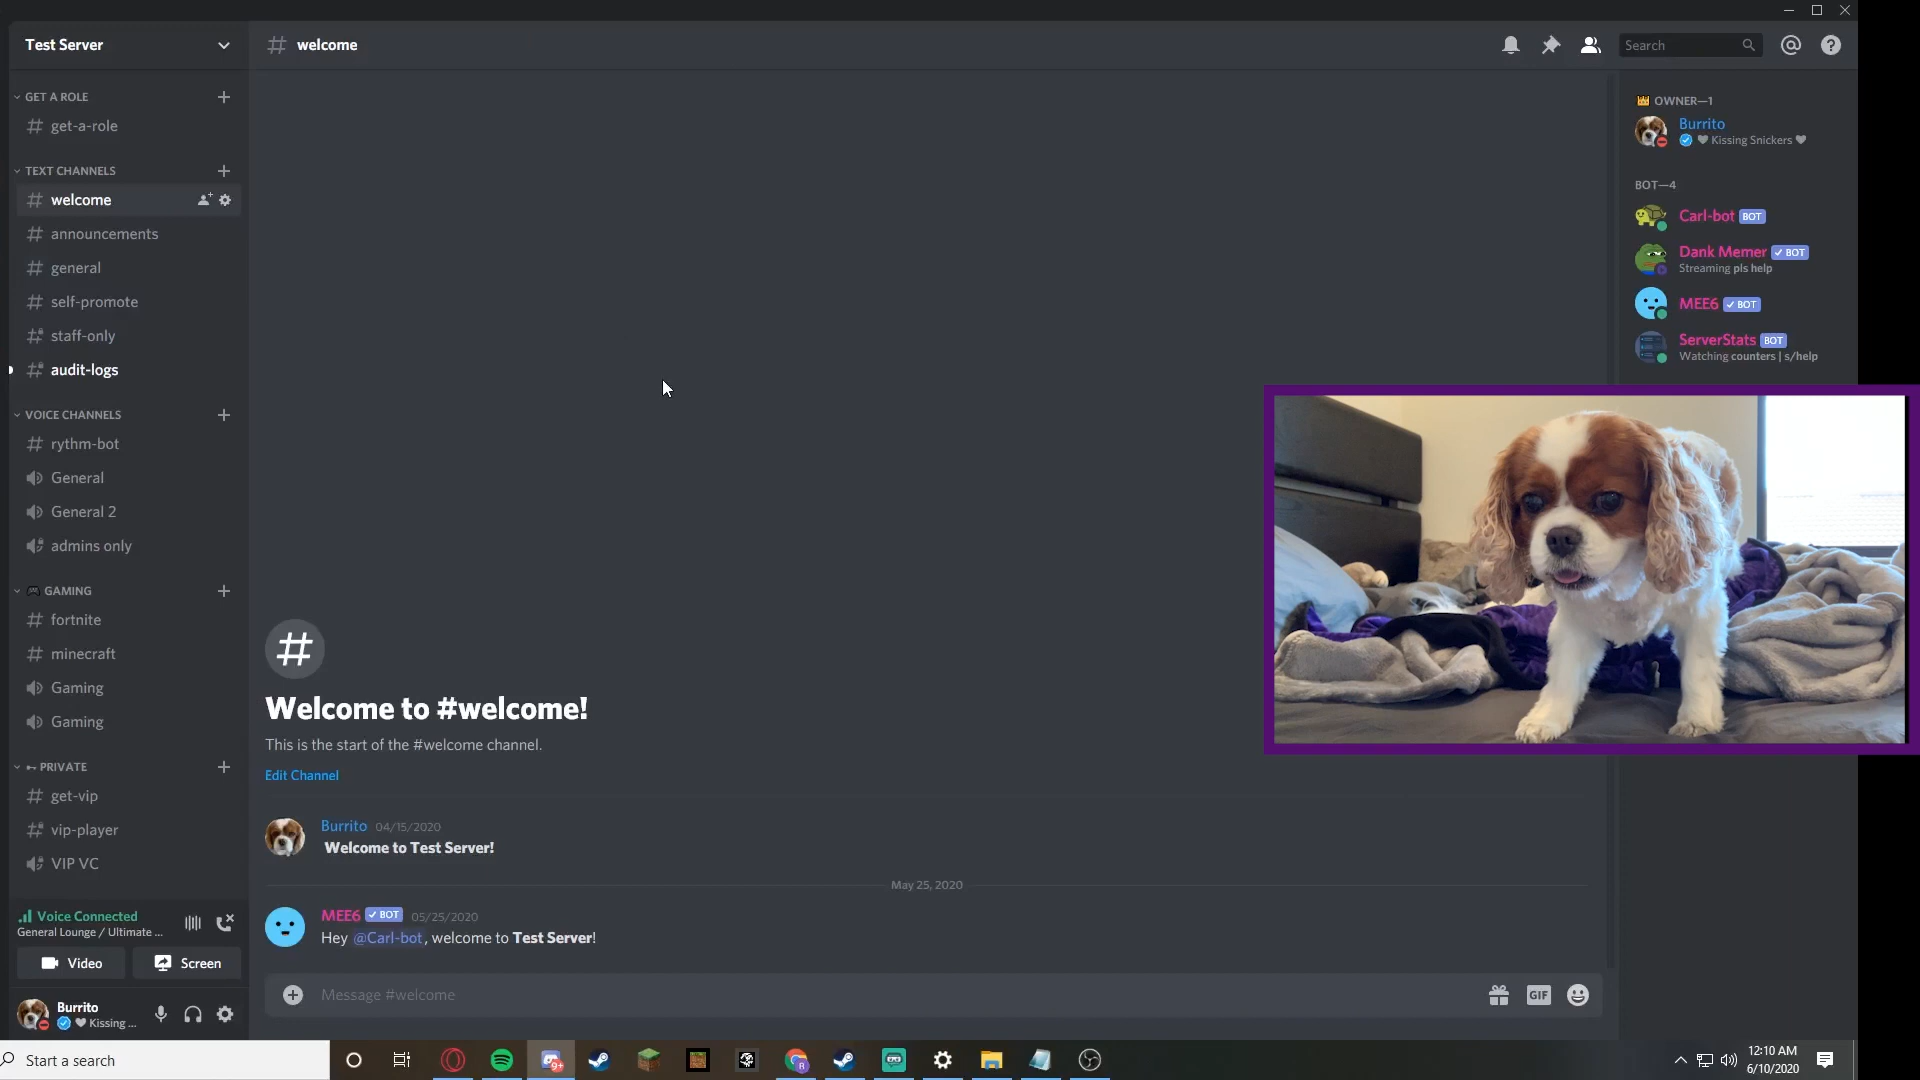 Test Server
GET A ROLE
get-a-role
TEXT CHANNELS
welcome
announcements
general
self-promote
staff-only
audit-logs
VOICE CHANNELS
rythm-bot
General
General 2
admins only
GAMING
fortnite
minecraft
Gaming
Gaming
PRIVATE
get-vip
vip-player
VIP VC
Voice Connected
General Lounge / Ultimate ...
Video
Screen
Burrito
Kissing ...
welcome
Search
Welcome to #welcome!
This is the start of the #welcome channel.
Edit Channel
Burrito 04/15/2020
Welcome to Test Server!
May 25, 2020
MEE6 BOT 05/25/2020
Hey @Carl-bot, welcome to Test Server!
Message #welcome
GIF
OWNER—1
Burrito
Kissing Snickers
BOT—4
Carl-bot BOT
Dank Memer BOT
Streaming pls help
MEE6 BOT
ServerStats BOT
Watching counters | s/help
Start a search
9+
R
12:10 AM
6/10/2020